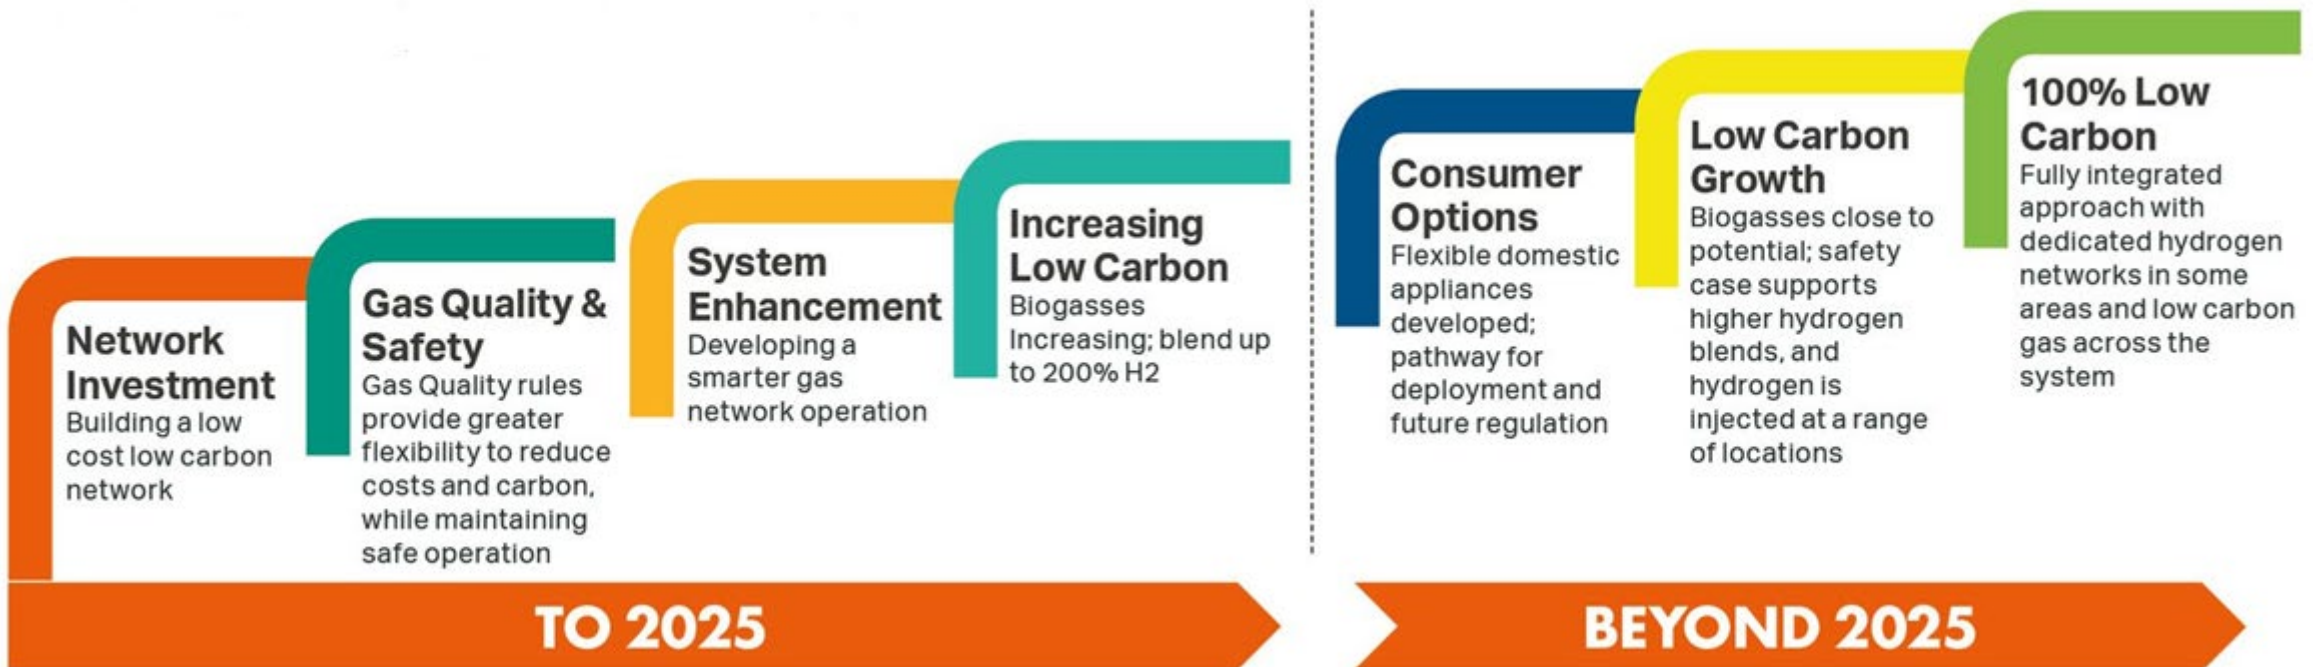 Network
Investment
Building a low
cost low carbon
network
Gas Quality &
Safety
Gas Quality rules
provide greater
flexibility to reduce
costs and carbon,
while maintaining
safe operation
System
Enhancement
Developing a
smarter gas
network operation
Increasing
Low Carbon
Biogasses
Increasing; blend up
to 200% H2
Consumer
Options
Flexible domestic
appliances
developed;
pathway for
deployment and
future regulation
Low Carbon
Growth
Biogasses close to
potential; safety
case supports
higher hydrogen
blends, and
hydrogen is
injected at a range
of locations
100% Low
Carbon
Fully integrated
approach with
dedicated hydrogen
networks in some
areas and low carbon
gas across the
system
TO 2025
BEYOND 2025